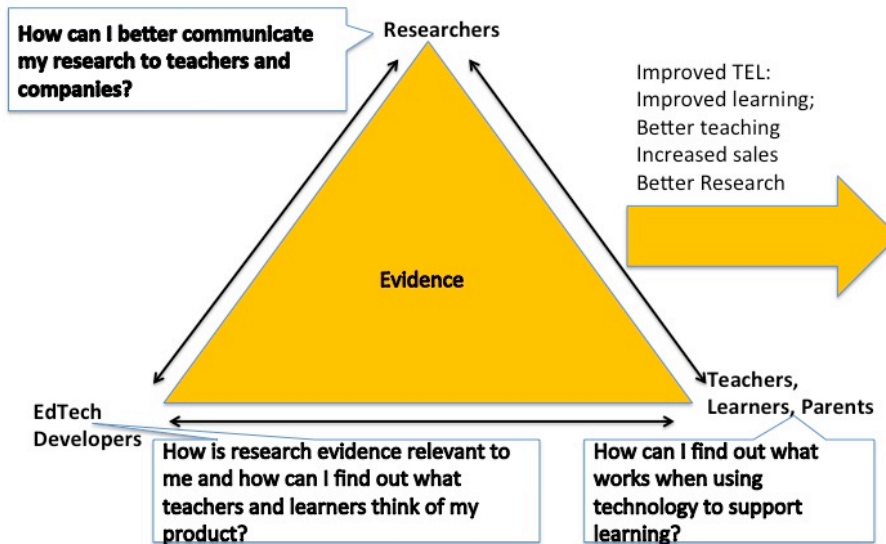 How can I better communicate
my research to teachers and
companies?
Researchers
Improved TEL:
Improved learning;
Better teaching
Increased sales
Better Research
Evidence
EdTech
Developers
Teachers,
Learners, Parents
How is research evidence relevant to
me and how can I find out what
teachers and learners think of my
product?
How can I find out what
works when using
technology to support
learning?